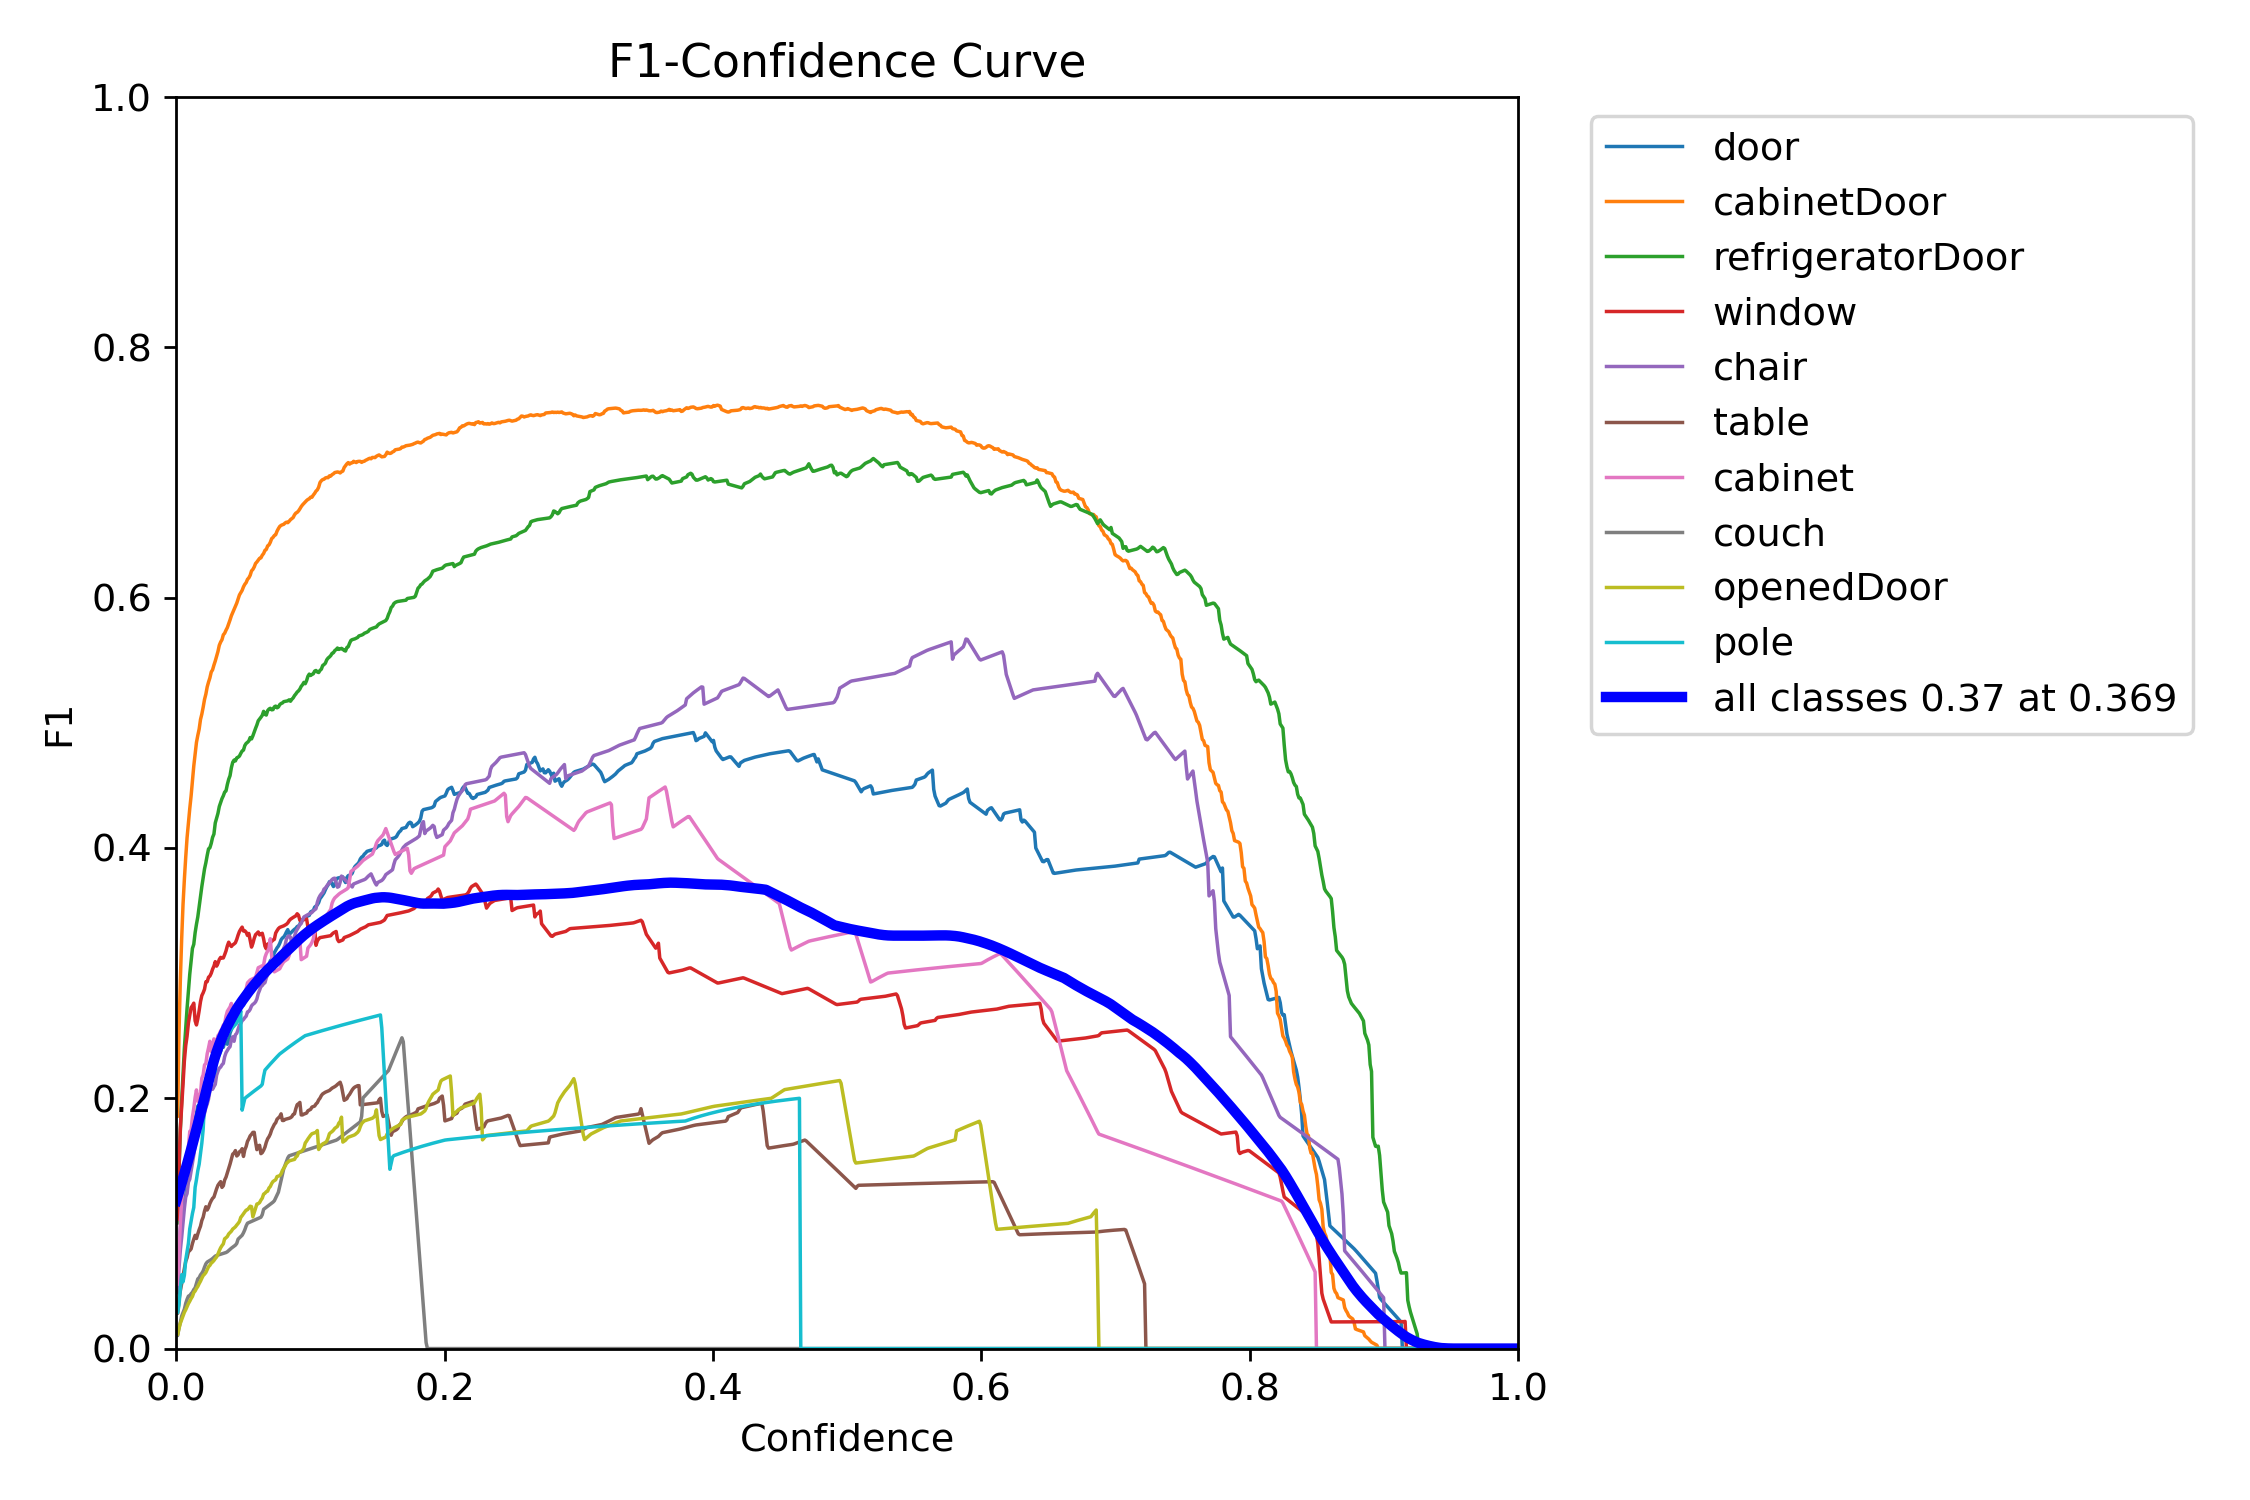 F1-Confidence Curve
1.0
0.8
0.6
0.4
0.2
0.0
F1
0.0 0.2 0.4 0.6 0.8 1.0
Confidence
door
cabinetDoor
refrigeratorDoor
window
chair
table
cabinet
couch
openedDoor
pole
all classes 0.37 at 0.369